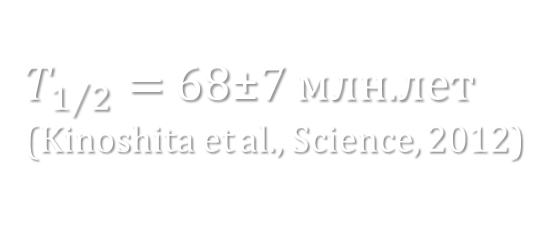 T1/2 = 68±7 млн.лет
(Kinoshita et al., Science, 2012)